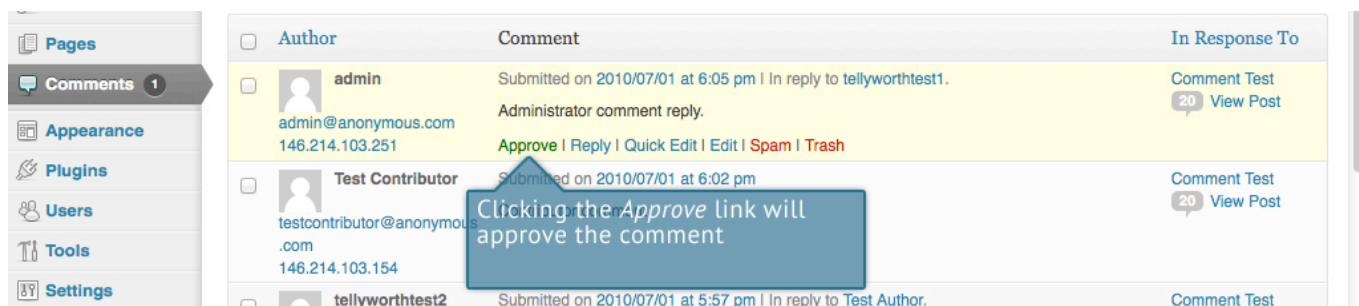 Pages
Comments 1
Appearance
Plugins
Users
Tools
Settings
Author Comment In Response To
admin
admin@anonymous.com
146.214.103.251
Submitted on 2010/07/01 at 6:05 pm | In reply to tellyworthtest1.
Administrator comment reply.
Approve | Reply | Quick Edit | Edit | Spam | Trash
Comment Test
20 View Post
Test Contributor
testcontributor@anonymous
.com
146.214.103.154
Submitted on 2010/07/01 at 6:02 pm
Clicking the Approve link will
approve the comment
Comment Test
20 View Post
tellyworthtest2
Submitted on 2010/07/01 at 5:57 pm | In reply to Test Author.
Comment Test